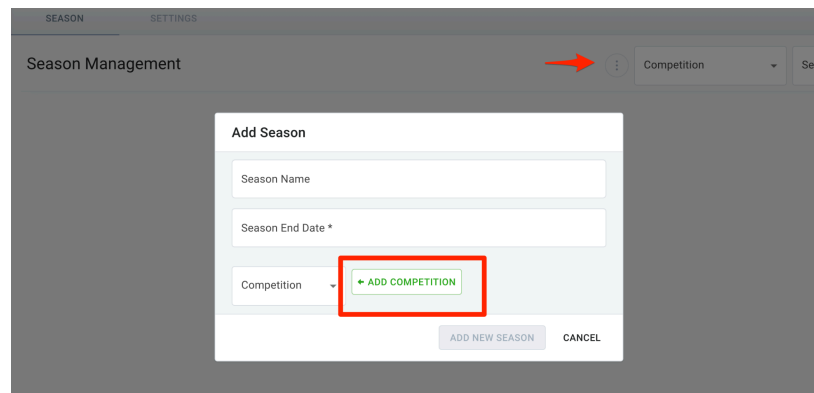 SEASON SETTINGS
Season Management
Competition
Se
Add Season
Season Name
Season End Date *
Competition
ADD COMPETITION
ADD NEW SEASON CANCEL